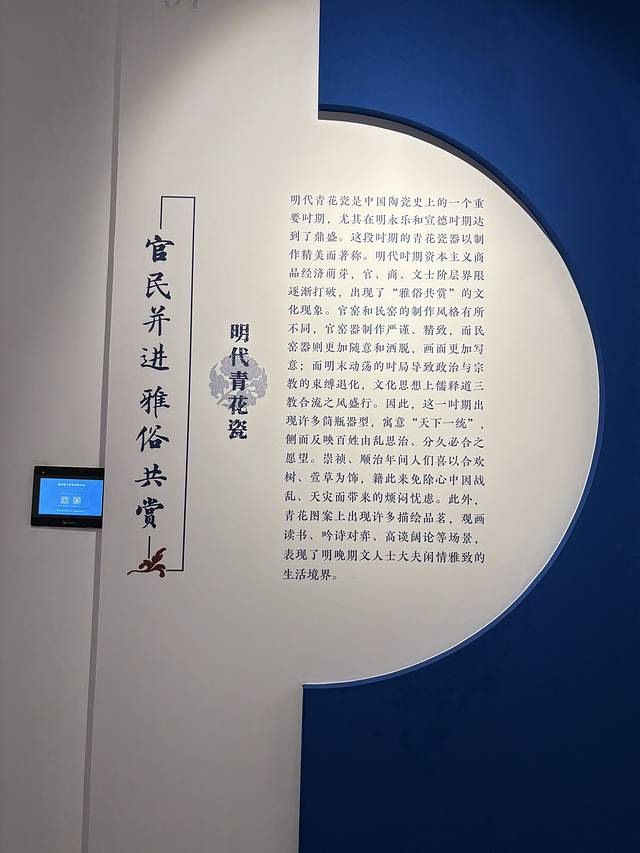 官民并进 雅俗共赏
明代青花瓷
明代青花瓷是中国陶瓷史上的一个重
要时期，尤其在明永乐和宣德时期达
到了鼎盛。这段时期的青花瓷器以制
作精美而著称。明代时期资本主义商
品经济萌芽，官、商、文士阶层界限
逐渐打破，出现了“雅俗共赏”的文
化现象。官窑和民窑的制作风格有所
不同，官窑器制作严谨、精致，而民
窑器则更加随意和洒脱，画面更加写
意；而明末动荡的时局导致政治与宗
教的束缚退化，文化思想上儒释道三
教合流之风盛行。因此，这一时期出
现许多筒瓶器型，寓意“天下一统”，
侧面反映百姓由乱思治、分久必合之
愿望。崇祯、顺治年间人们喜以合欢
树、萱草为饰，籍此来免除心中因战
乱、天灾而带来的烦闷忧虑。此外，
青花图案上出现许多描绘品茗，观画
读书、吟诗对弈、高谈阔论等场景，
表现了明晚期文人士大夫闲情雅致的
生活境界。